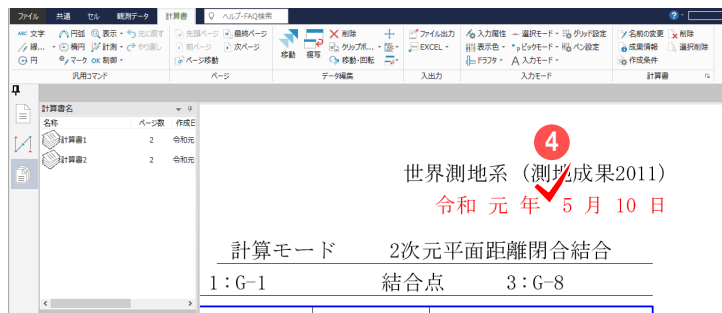 ファイル 共通 セル 観測データ 計算書 ヘルプ・FAQ検索
ABC 文字 円弧 表示 元に戻す 先頭ページ 最終ページ 削除 ファイル出力 入力属性 選択モード グリッド設定 名前の変更 削除
線... 楕円 計測 やり直し 前ページ 次ページ 移動 複写 クリップボ... EXCEL 表示色 ピックモード ペン設定 成果情報 選択削除
円 マーク OK 制御 ページ移動 移動・回転 ドラフタ A 入力モード 作成条件
汎用コマンド ページ データ編集 入出力 入力モード 計算書
計算書名
名称 ページ数 作成日
計算書1 2 令和元
計算書2 2 令和元
4
世界測地系（測地成果2011）
令和 元 年 5 月 10 日
計算モード 2次元平面距離閉合結合
1：G-1 結合点 3：G-8